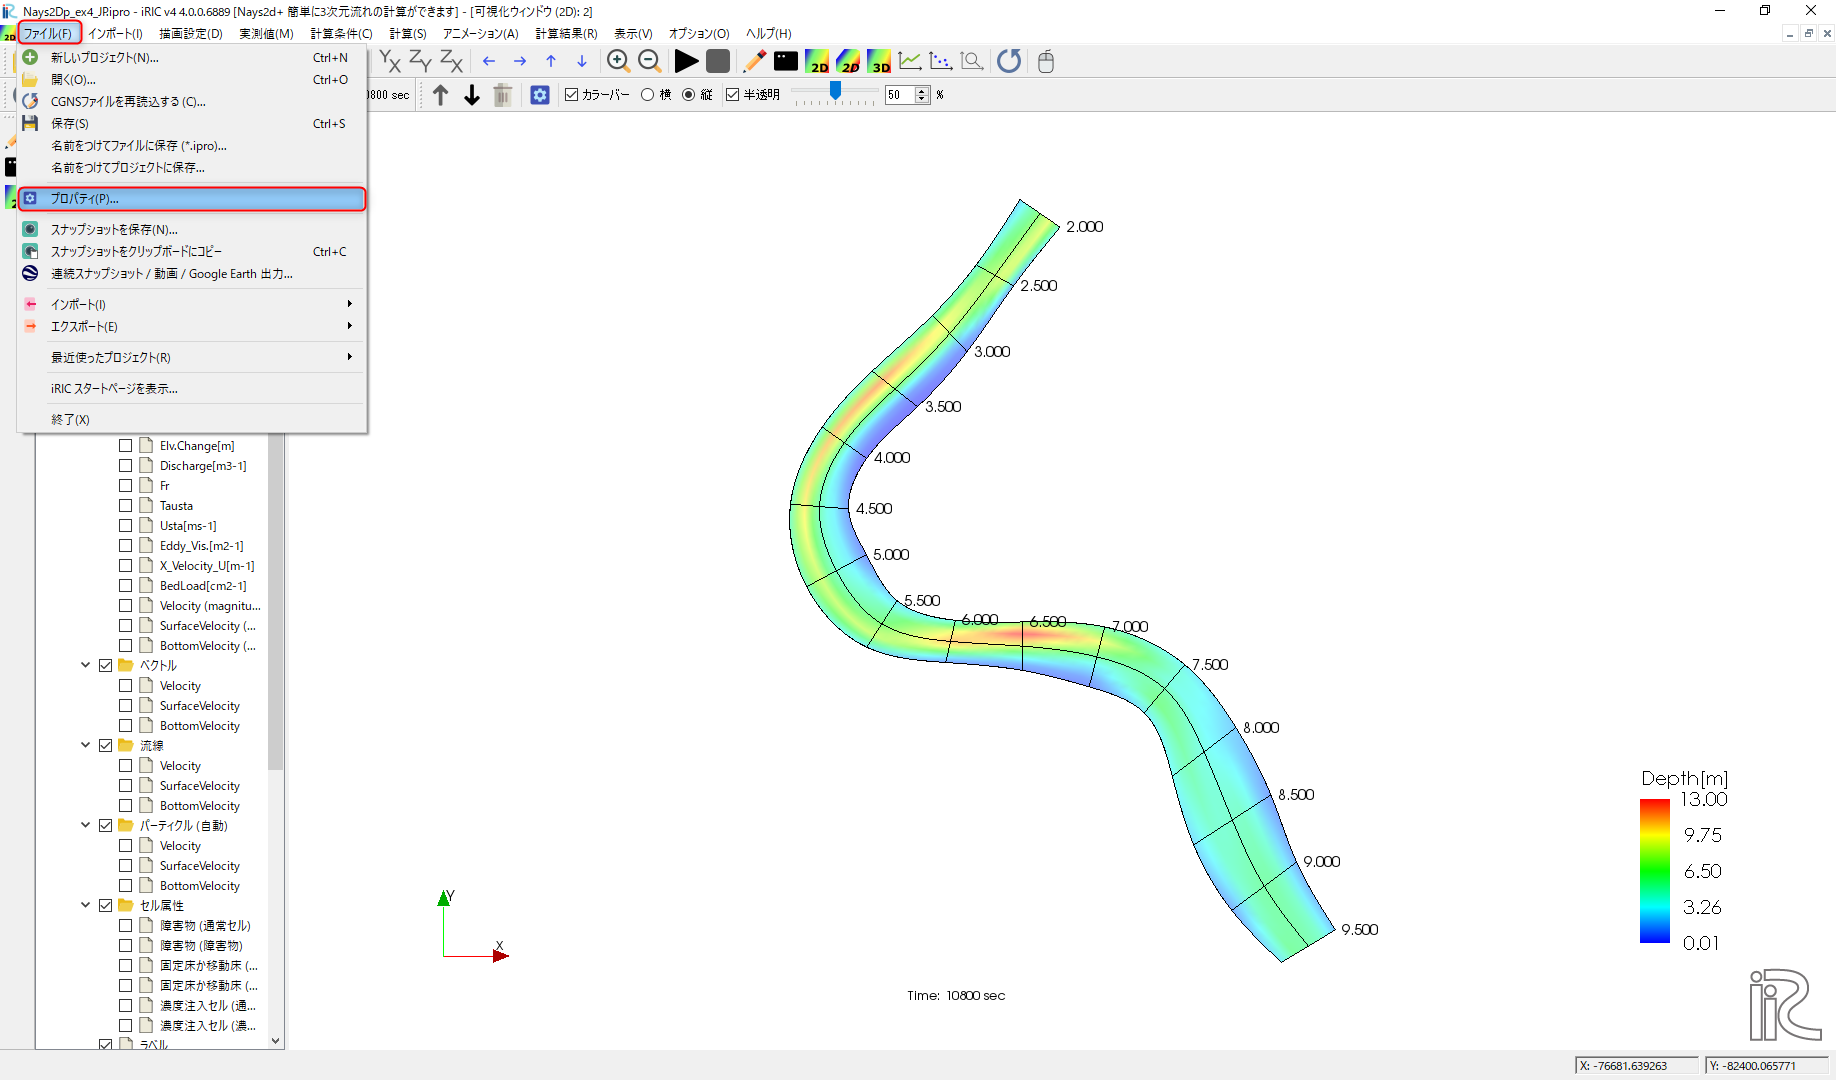 Nays2Dp_ex4_JP.ipro - iRIC v4 4.0.0.6889 [Nays2d+ 簡単に3次元流れの計算ができます] - [可視化ウィンドウ (2D): 2]
ファイル(F) インポート(I) 描画設定(D) 実測値(M) 計算条件(C) 計算(S) アニメーション(A) 計算結果(R) 表示(V) オプション(O) ヘルプ(H)
新しいプロジェクト(N)... Ctrl+N
開く(O)... Ctrl+O
CGNSファイルを再読込する (C)...
保存(S) Ctrl+S
名前をつけてファイルに保存 (*.ipro)...
名前をつけてプロジェクトに保存...
プロパティ(P)...
スナップショットを保存(N)...
スナップショットをクリップボードにコピー Ctrl+C
連続スナップショット / 動画 / Google Earth 出力...
インポート(I)
エクスポート(E)
最近使ったプロジェクト(R)
iRIC スタートページを表示...
終了(X)
YX ZY ZX 2D 2D 3D
0800 sec カラーバー 横 縦 半透明 50 %
Elv.Change[m]
Discharge[m3-1]
Fr
Tausta
Usta[ms-1]
Eddy_Vis.[m2-1]
X_Velocity_U[m-1]
BedLoad[cm2-1]
Velocity (magnitu...
SurfaceVelocity (...
BottomVelocity (...
ベクトル
Velocity
SurfaceVelocity
BottomVelocity
流線
Velocity
SurfaceVelocity
BottomVelocity
パーティクル (自動)
Velocity
SurfaceVelocity
BottomVelocity
セル属性
障害物 (通常セル)
障害物 (障害物)
固定床か移動床 (...
固定床か移動床 (...
濃度注入セル (通...
濃度注入セル (濃...
ラベル
2.000
2.500
3.000
3.500
4.000
4.500
5.000
5.500
6.000
6.500
7.000
7.500
8.000
8.500
9.000
9.500
Y
X
Time: 10800 sec
Depth[m]
13.00
9.75
6.50
3.26
0.01
iRIC
X: -76681.639263 Y: -82400.065771